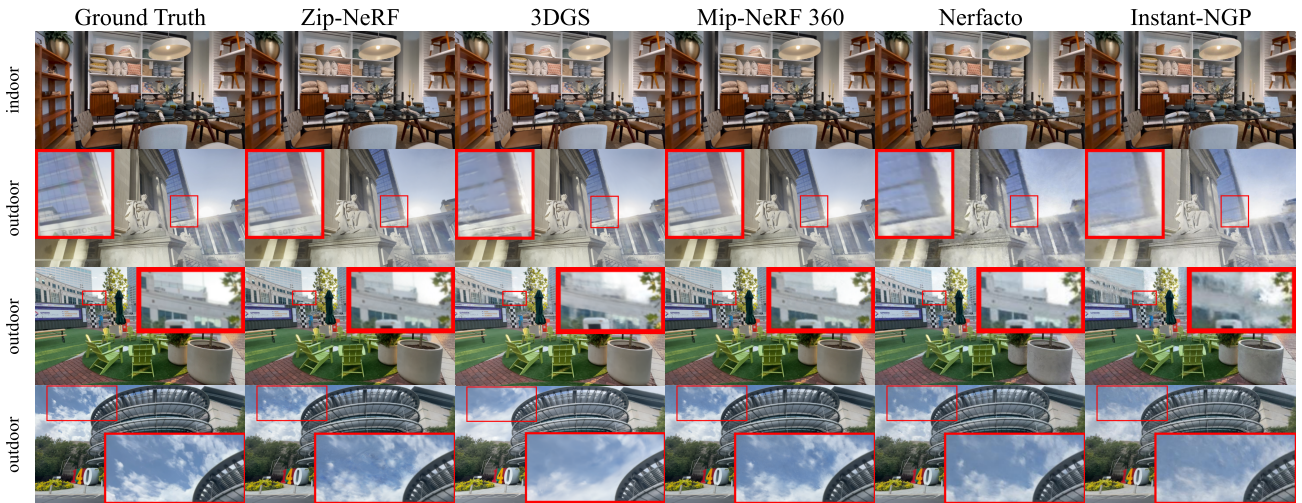 Ground Truth Zip-NeRF 3DGS Mip-NeRF 360 Nerfacto Instant-NGP
indoor
outdoor
outdoor
outdoor